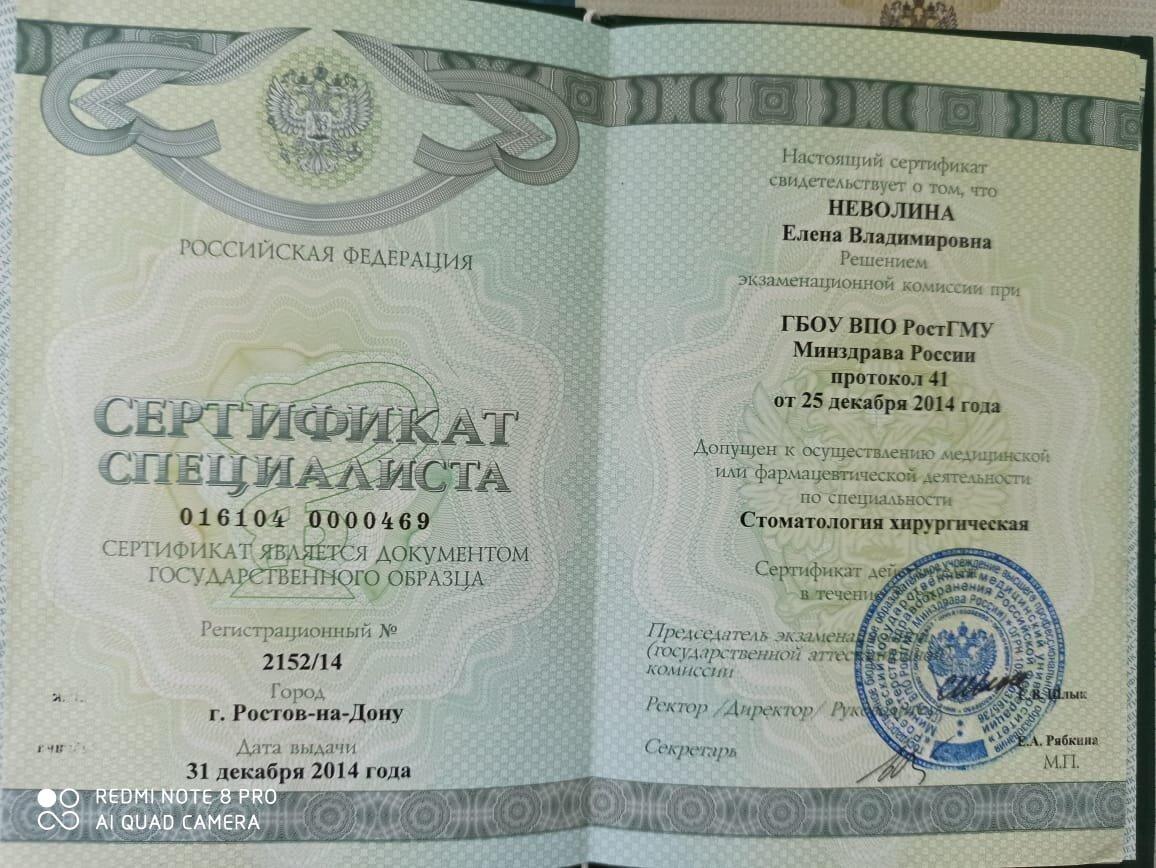 РОССИЙСКАЯ ФЕДЕРАЦИЯ
СЕРТИФИКАТ
СПЕЦИАЛИСТА
016104 0000469
СЕРТИФИКАТ ЯВЛЯЕТСЯ ДОКУМЕНТОМ
ГОСУДАРСТВЕННОГО ОБРАЗЦА
Регистрационный №
2152/14
Город
г. Ростов-на-Дону
Дата выдачи
31 декабря 2014 года
Настоящий сертификат
свидетельствует о том, что
НЕВОЛИНА
Елена Владимировна
Решением
экзаменационной комиссии при
ГБОУ ВПО РостГМУ
Минздрава России
протокол 41
от 25 декабря 2014 года
Допущен к осуществлению медицинской
или фармацевтической деятельности
по специальности
Стоматология хирургическая
Сертификат
в течение
Председатель
(государственной
комиссии
Ректор /Директор/
Шлык
Секретарь
Е.А. Рябкина
М.П.
REDMI NOTE 8 PRO
AI QUAD CAMERA